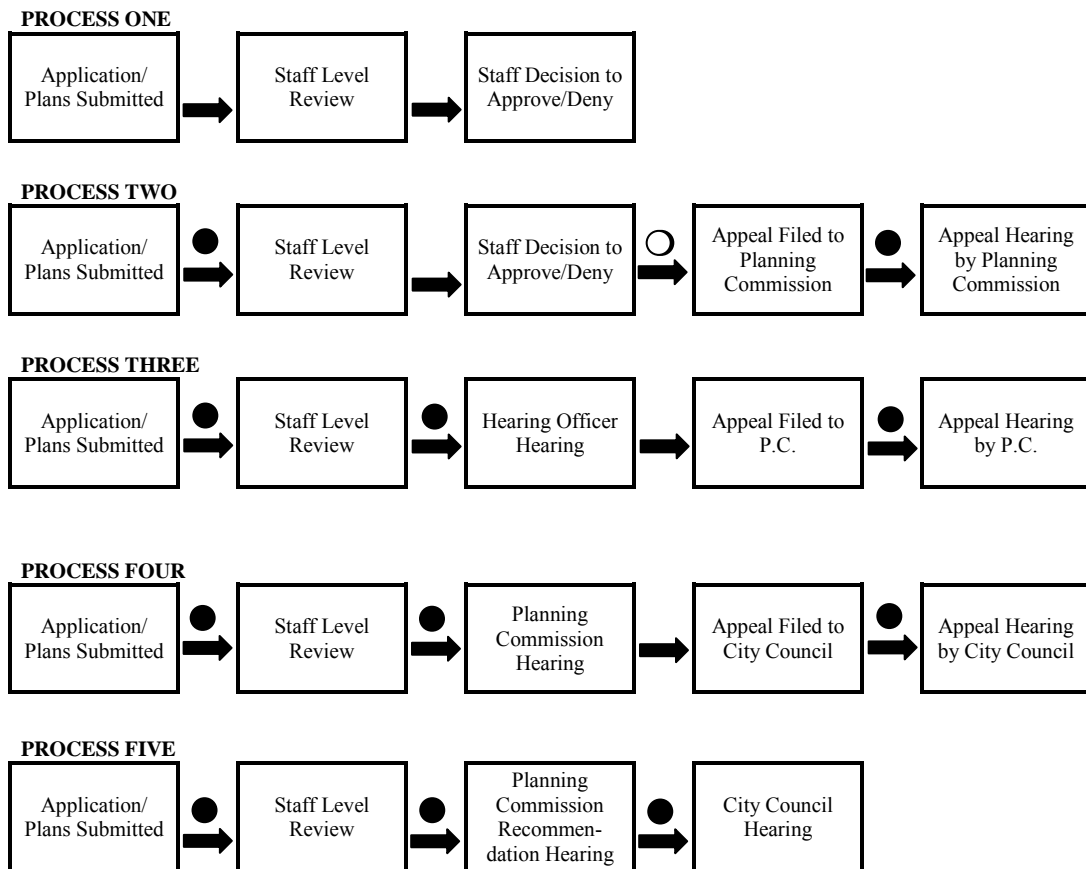 PROCESS ONE
Application/
Plans Submitted
Staff Level
Review
Staff Decision to
Approve/Deny
PROCESS TWO
Application/
Plans Submitted
Staff Level
Review
Staff Decision to
Approve/Deny
Appeal Filed to
Planning
Commission
Appeal Hearing
by Planning
Commission
PROCESS THREE
Application/
Plans Submitted
Staff Level
Review
Hearing Officer
Hearing
Appeal Filed to
P.C.
Appeal Hearing
by P.C.
PROCESS FOUR
Application/
Plans Submitted
Staff Level
Review
Planning
Commission
Hearing
Appeal Filed to
City Council
Appeal Hearing
by City Council
PROCESS FIVE
Application/
Plans Submitted
Staff Level
Review
Planning
Commission
Recommen-
dation Hearing
City Council
Hearing